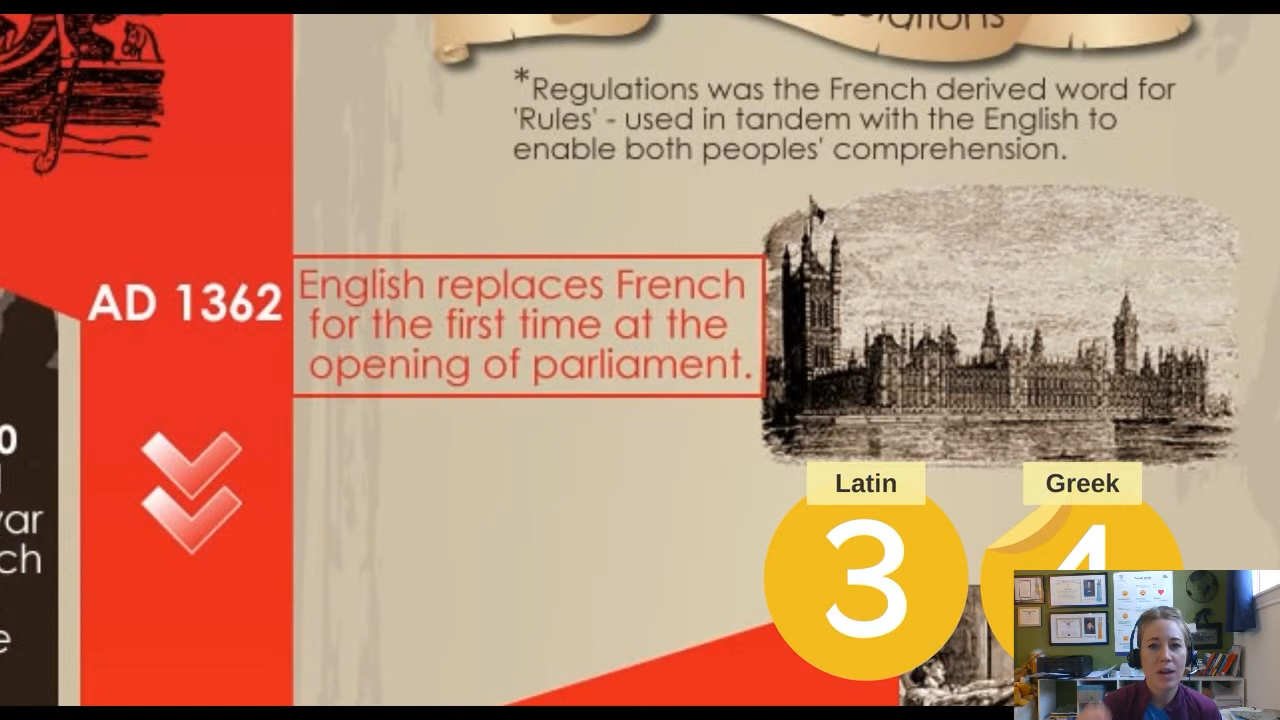 *Regulations was the French derived word for
'Rules' - used in tandem with the English to
enable both peoples' comprehension.
AD 1362
English replaces French
for the first time at the
opening of parliament.
Latin
Greek
3
4